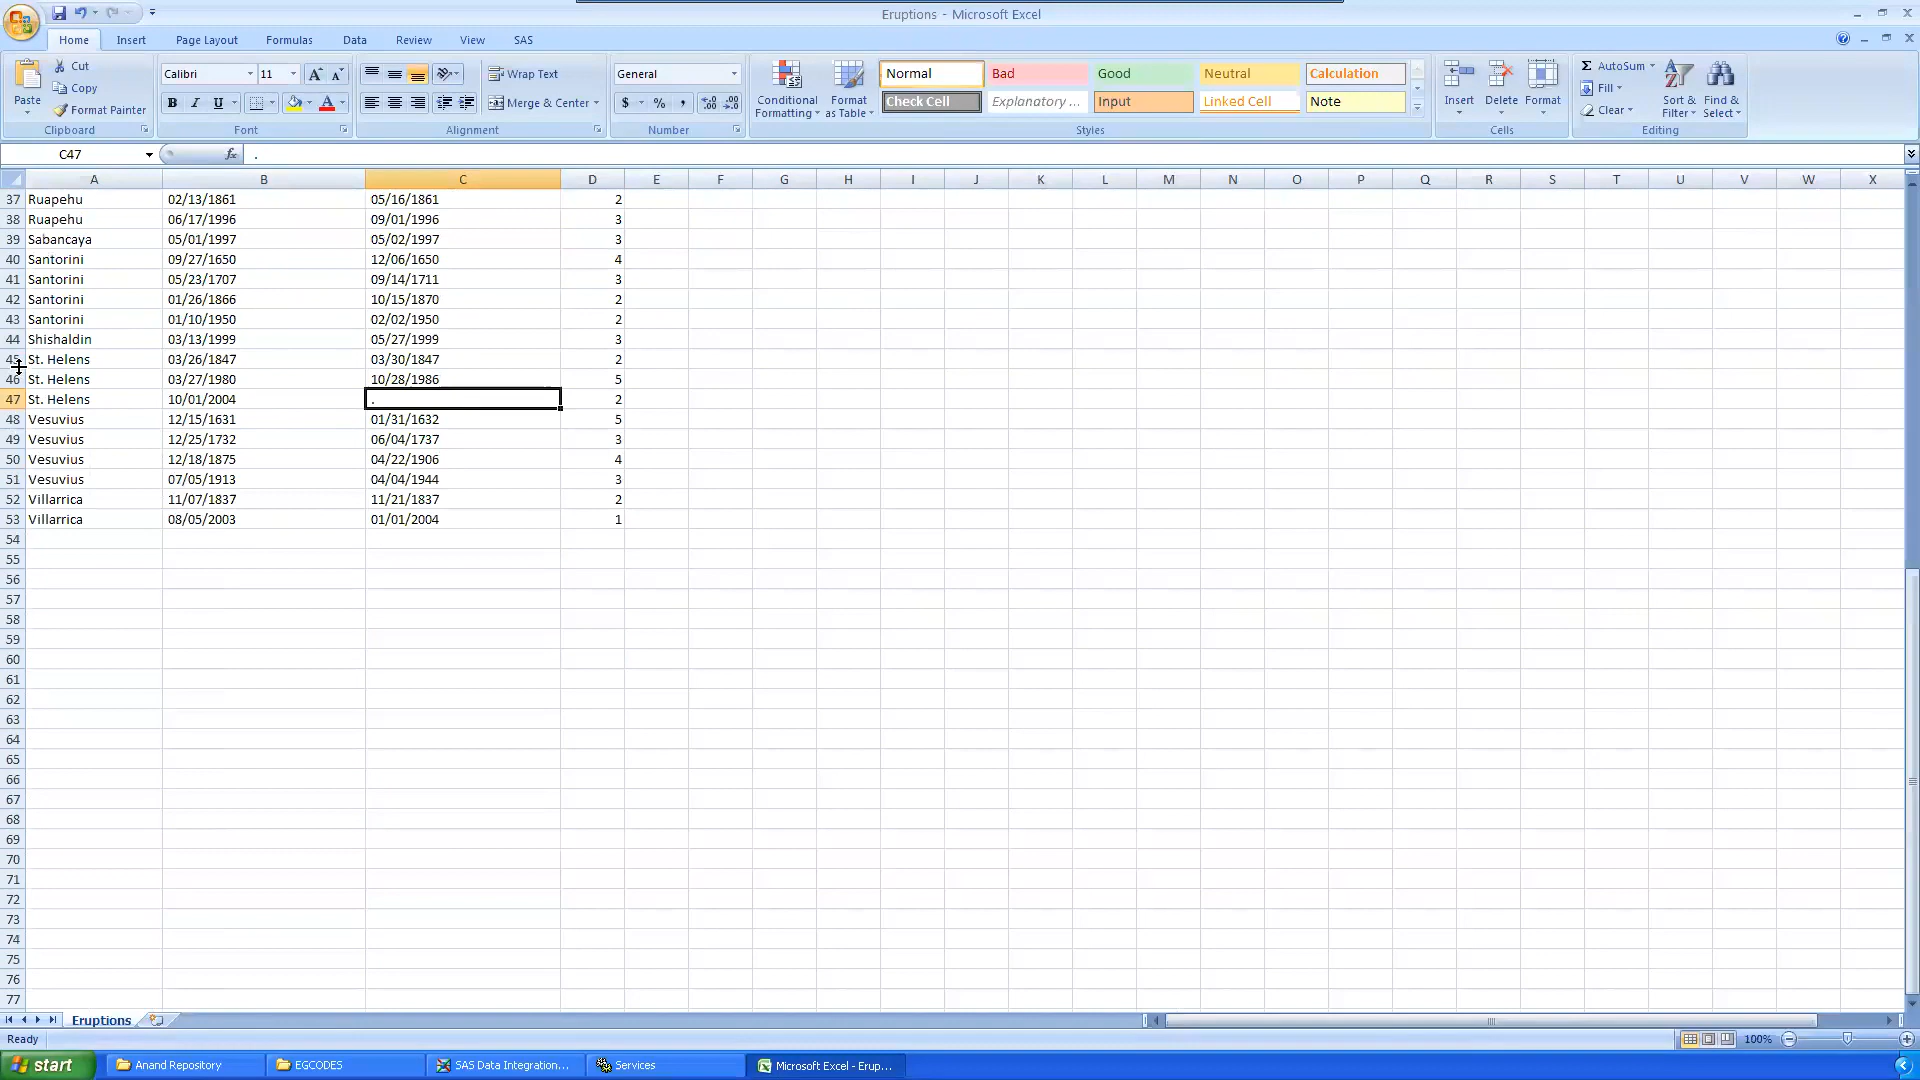 Eruptions - Microsoft Excel
Home Insert Page Layout Formulas Data Review View SAS
Cut
Copy
Format Painter
Paste
Clipboard
Calibri 11
B I U
Font
Wrap Text
Merge & Center
Alignment
General
$ % ,
Number
Conditional Formatting
Format as Table
Normal Bad Good Neutral Calculation
Check Cell Explanatory ... Input Linked Cell Note
Styles
Insert Delete Format
Cells
Σ AutoSum
Fill
Clear
Sort & Filter
Find & Select
Editing
C47 fx .
A B C D E F G H I J K L M N O P Q R S T U V W X
37 Ruapehu 02/13/1861 05/16/1861 2
38 Ruapehu 06/17/1996 09/01/1996 3
39 Sabancaya 05/01/1997 05/02/1997 3
40 Santorini 09/27/1650 12/06/1650 4
41 Santorini 05/23/1707 09/14/1711 3
42 Santorini 01/26/1866 10/15/1870 2
43 Santorini 01/10/1950 02/02/1950 2
44 Shishaldin 03/13/1999 05/27/1999 3
45 St. Helens 03/26/1847 03/30/1847 2
46 St. Helens 03/27/1980 10/28/1986 5
47 St. Helens 10/01/2004 . 2
48 Vesuvius 12/15/1631 01/31/1632 5
49 Vesuvius 12/25/1732 06/04/1737 3
50 Vesuvius 12/18/1875 04/22/1906 4
51 Vesuvius 07/05/1913 04/04/1944 3
52 Villarrica 11/07/1837 11/21/1837 2
53 Villarrica 08/05/2003 01/01/2004 1
54
55
56
57
58
59
60
61
62
63
64
65
66
67
68
69
70
71
72
73
74
75
76
77
Eruptions
Ready 100%
start Anand Repository EGCODES SAS Data Integration... Services Microsoft Excel - Erup...